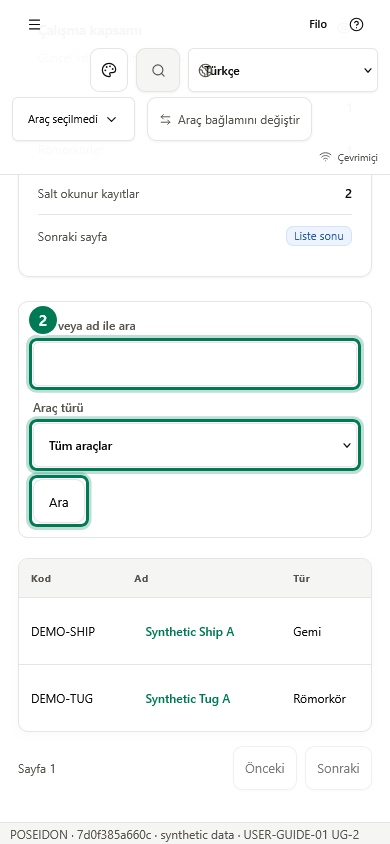 Filo
Türkçe
Araç seçilmedi
Araç bağlamını değiştir
Çevrimiçi
Salt okunur kayıtlar 2
Sonraki sayfa Liste sonu
2 veya ad ile ara
Araç türü
Tüm araçlar
Ara
Kod Ad Tür
DEMO-SHIP Synthetic Ship A Gemi
DEMO-TUG Synthetic Tug A Römorkör
Sayfa 1 Önceki Sonraki
POSEIDON · 7d0f385a660c · synthetic data · USER-GUIDE-01 UG-2